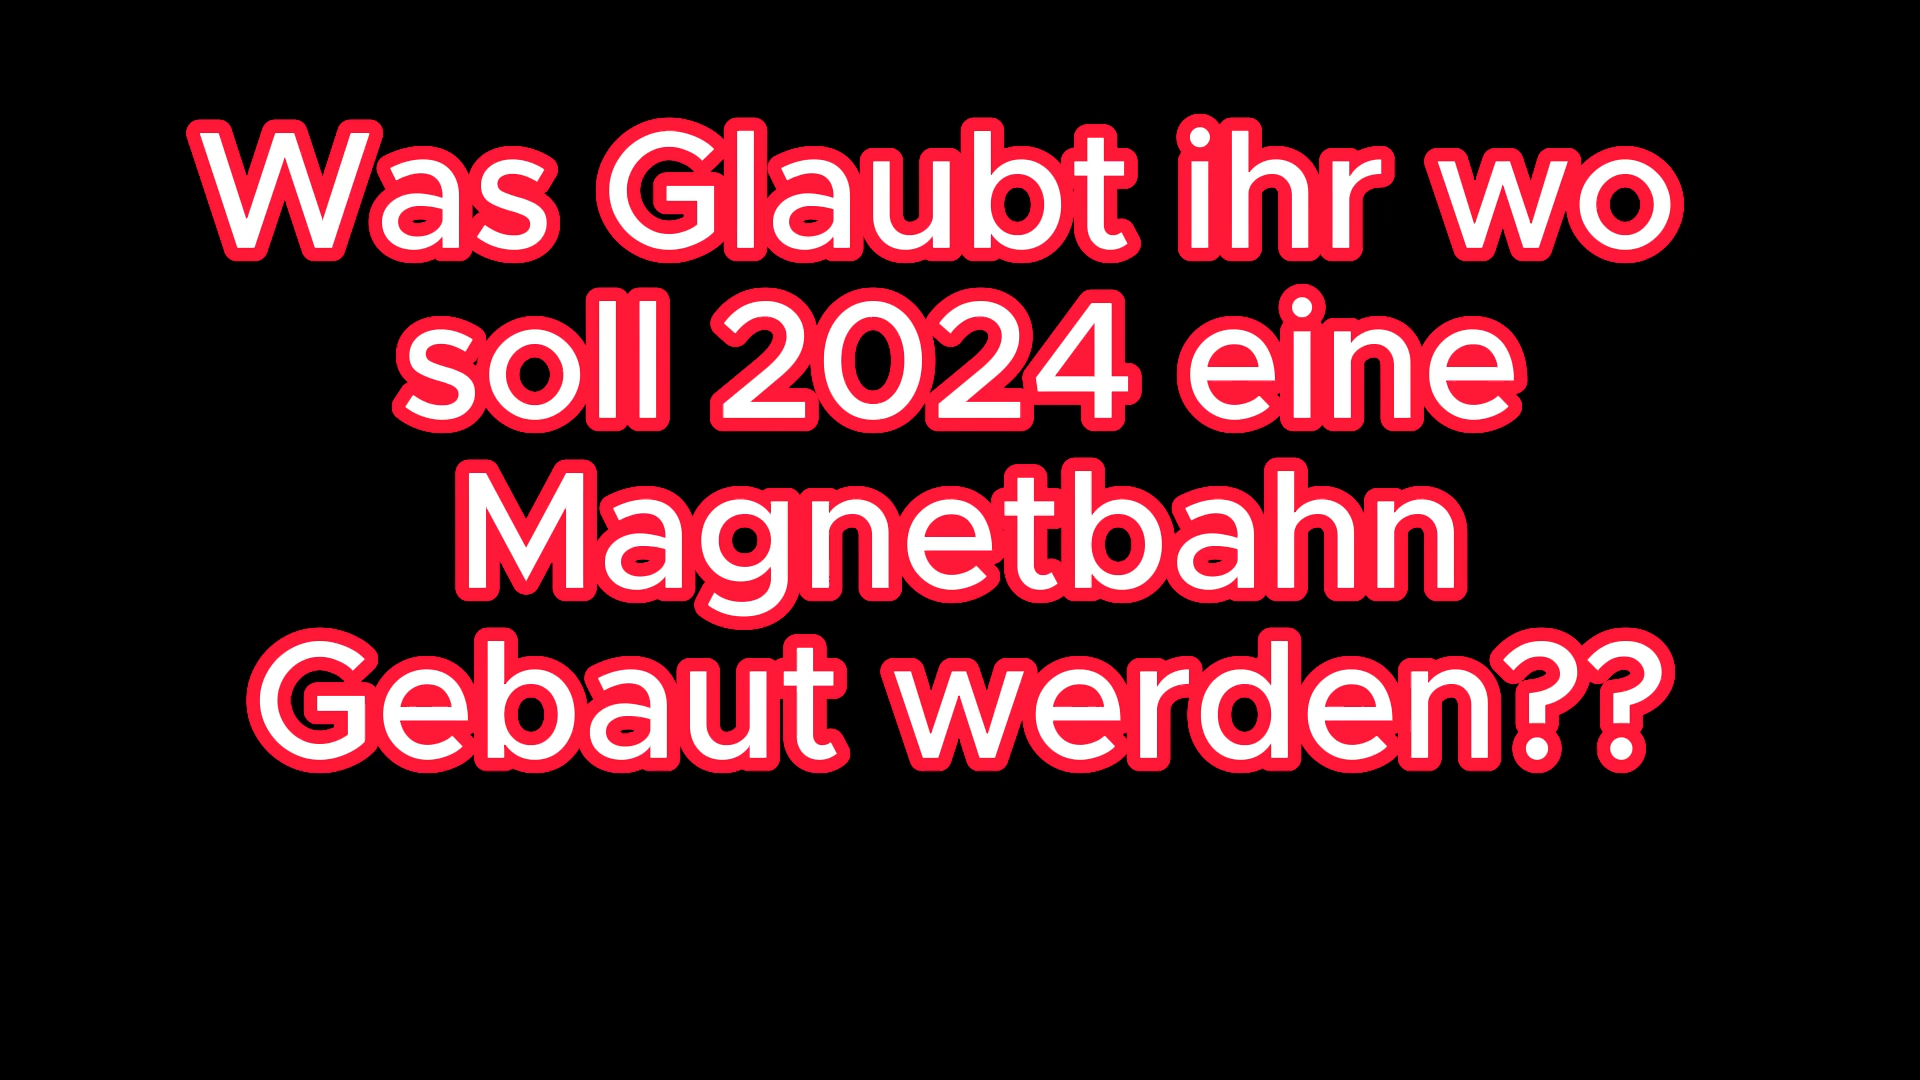 Was Glaubt ihr wo
soll 2024 eine
Magnetbahn
Gebaut werden??